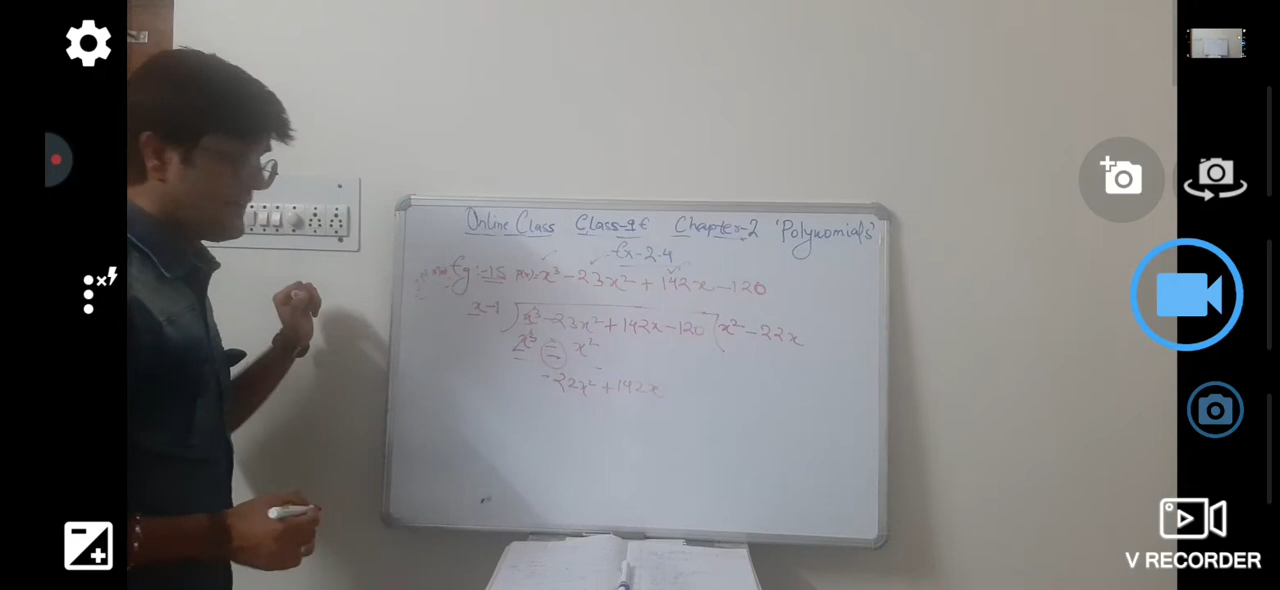 Online Class Class-9th Chapter-2 'Polynomials'
Ex-2.4
Eg:-15 P(x)=x³-23x²+142x-120
x-1) x³-23x²+142x-120 (x²-22x
x³ - x²
-22x²+142x
V RECORDER